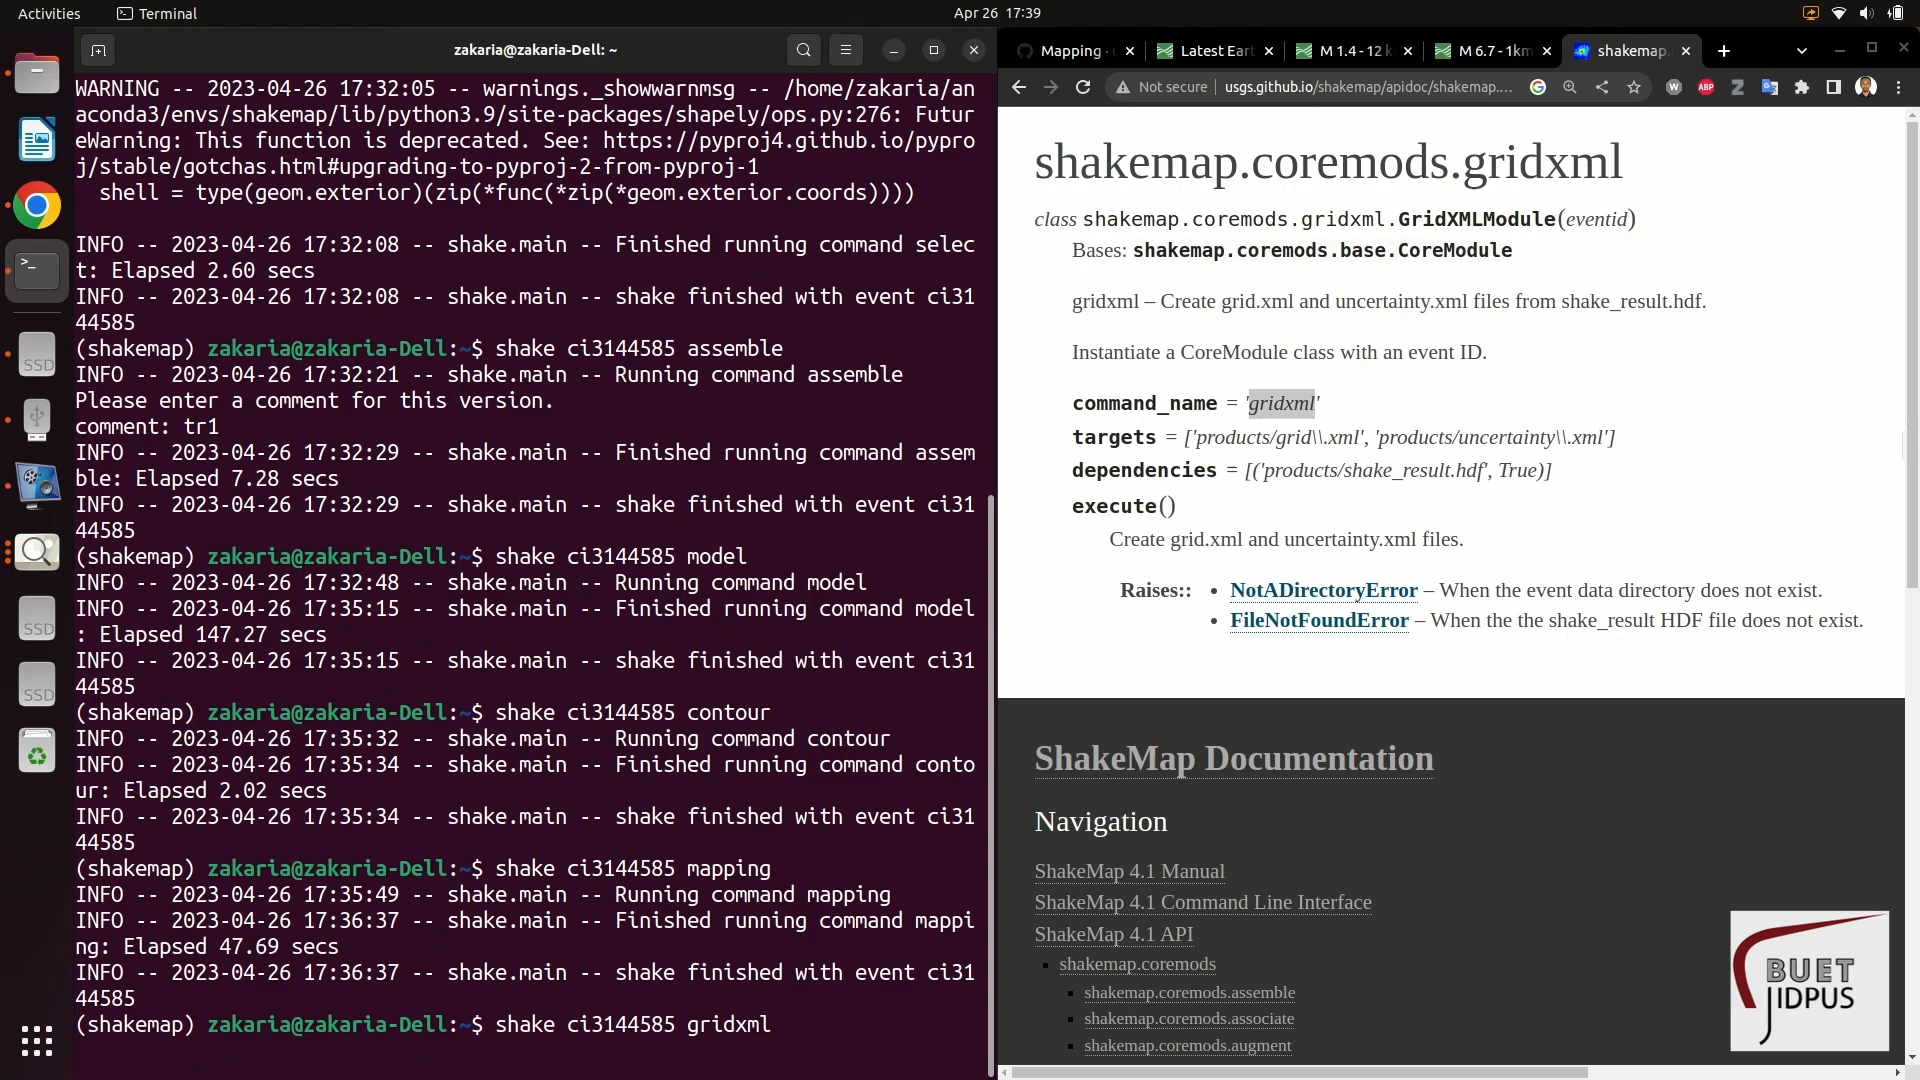 Activities
Terminal
Apr 26 17:39
zakaria@zakaria-Dell: ~
WARNING -- 2023-04-26 17:32:05 -- warnings._showwarnmsg -- /home/zakaria/an
aconda3/envs/shakemap/lib/python3.9/site-packages/shapely/ops.py:276: Futur
eWarning: This function is deprecated. See: https://pyproj4.github.io/pypro
j/stable/gotchas.html#upgrading-to-pyproj-2-from-pyproj-1
shell = type(geom.exterior)(zip(*func(*zip(*geom.exterior.coords))))
INFO -- 2023-04-26 17:32:08 -- shake.main -- Finished running command selec
t: Elapsed 2.60 secs
INFO -- 2023-04-26 17:32:08 -- shake.main -- shake finished with event ci31
44585
(shakemap) zakaria@zakaria-Dell:~$ shake ci3144585 assemble
INFO -- 2023-04-26 17:32:21 -- shake.main -- Running command assemble
Please enter a comment for this version.
comment: tr1
INFO -- 2023-04-26 17:32:29 -- shake.main -- Finished running command assem
ble: Elapsed 7.28 secs
INFO -- 2023-04-26 17:32:29 -- shake.main -- shake finished with event ci31
44585
(shakemap) zakaria@zakaria-Dell:~$ shake ci3144585 model
INFO -- 2023-04-26 17:32:48 -- shake.main -- Running command model
INFO -- 2023-04-26 17:35:15 -- shake.main -- Finished running command model
: Elapsed 147.27 secs
INFO -- 2023-04-26 17:35:15 -- shake.main -- shake finished with event ci31
44585
(shakemap) zakaria@zakaria-Dell:~$ shake ci3144585 contour
INFO -- 2023-04-26 17:35:32 -- shake.main -- Running command contour
INFO -- 2023-04-26 17:35:34 -- shake.main -- Finished running command conto
ur: Elapsed 2.02 secs
INFO -- 2023-04-26 17:35:34 -- shake.main -- shake finished with event ci31
44585
(shakemap) zakaria@zakaria-Dell:~$ shake ci3144585 mapping
INFO -- 2023-04-26 17:35:49 -- shake.main -- Running command mapping
INFO -- 2023-04-26 17:36:37 -- shake.main -- Finished running command mappi
ng: Elapsed 47.69 secs
INFO -- 2023-04-26 17:36:37 -- shake.main -- shake finished with event ci31
44585
(shakemap) zakaria@zakaria-Dell:~$ shake ci3144585 gridxml
SSD
SSD
SSD
Mapping ·
Latest Eart
M 1.4 - 12 k
M 6.7 - 1km
shakemap.
Not secure
usgs.github.io/shakemap/apidoc/shakemap....
ABP
shakemap.coremods.gridxml
class shakemap.coremods.gridxml.GridXMLModule(eventid)
Bases: shakemap.coremods.base.CoreModule
gridxml – Create grid.xml and uncertainty.xml files from shake_result.hdf.
Instantiate a CoreModule class with an event ID.
command_name = 'gridxml'
targets = ['products/grid\\.xml', 'products/uncertainty\\.xml']
dependencies = [('products/shake_result.hdf', True)]
execute()
Create grid.xml and uncertainty.xml files.
Raises:: • NotADirectoryError – When the event data directory does not exist.
• FileNotFoundError – When the the shake_result HDF file does not exist.
ShakeMap Documentation
Navigation
ShakeMap 4.1 Manual
ShakeMap 4.1 Command Line Interface
ShakeMap 4.1 API
shakemap.coremods
shakemap.coremods.assemble
shakemap.coremods.associate
shakemap.coremods.augment
BUET
JIDPUS